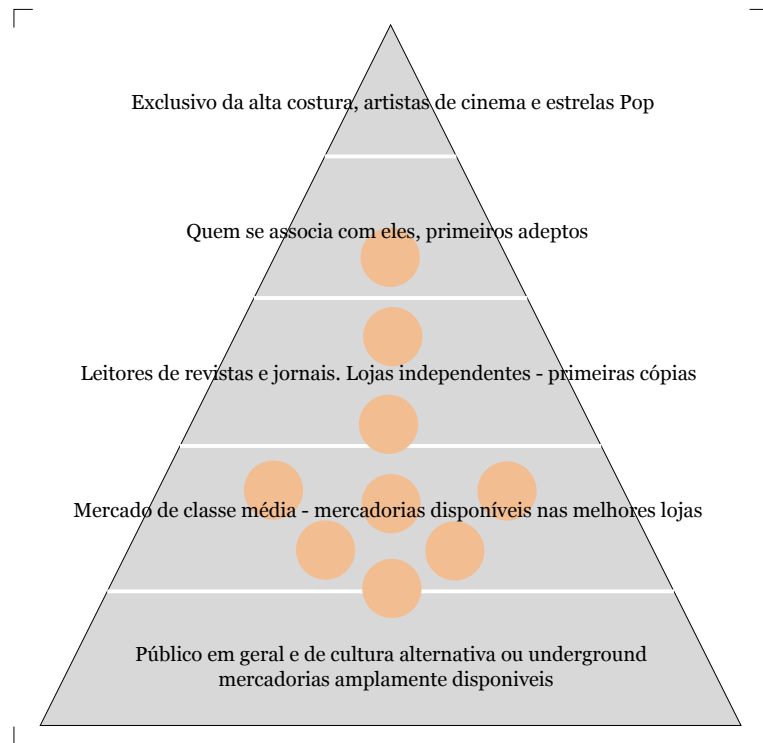 Exclusivo da alta costura, artistas de cinema e estrelas Pop
Quem se associa com eles, primeiros adeptos
Leitores de revistas e jornais. Lojas independentes - primeiras cópias
Mercado de classe média - mercadorias disponíveis nas melhores lojas
Público em geral e de cultura alternativa ou underground
mercadorias amplamente disponiveis